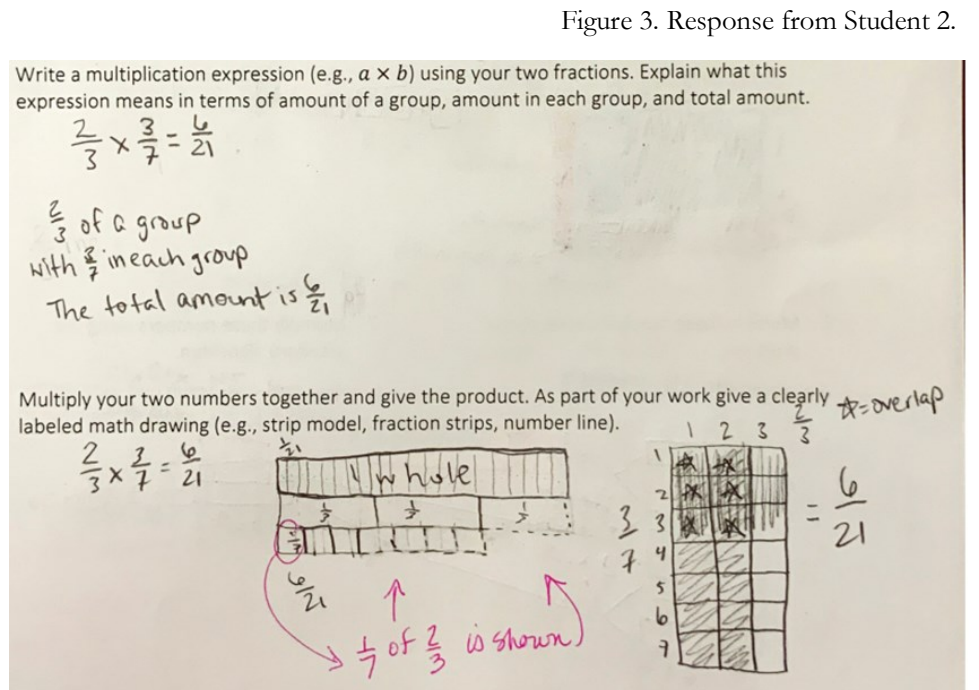 Figure 3. Response from Student 2.
Write a multiplication expression (e.g., a × b) using your two fractions. Explain what this
expression means in terms of amount of a group, amount in each group, and total amount.
2/3 × 3/7 = 6/21
2/3 of a group
with 3/7 in each group
The total amount is 6/21
Multiply your two numbers together and give the product. As part of your work give a clearly
labeled math drawing (e.g., strip model, fraction strips, number line).
☆=overlap
2/3 × 3/7 = 6/21
1/21
1 whole
1/3 1/3 1/3
6/21
1/7 of 2/3 is shown
2/3
1 2 3
1
2
3/7 3
4
5
6
7
= 6/21